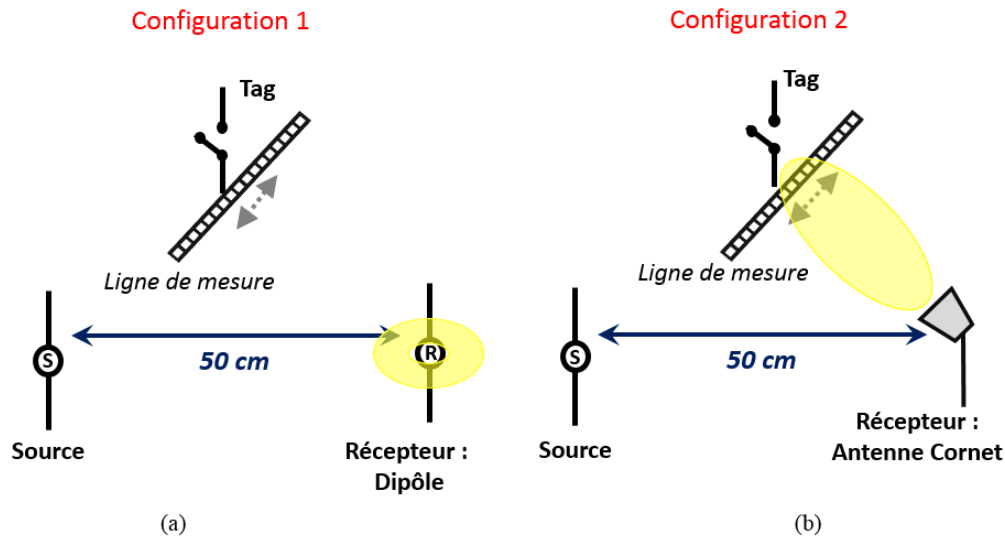 Configuration 1
Tag
Ligne de mesure
S
50 cm
R
Source
Récepteur :
Dipôle
(a)
Configuration 2
Tag
Ligne de mesure
S
50 cm
Source
Récepteur :
Antenne Cornet
(b)